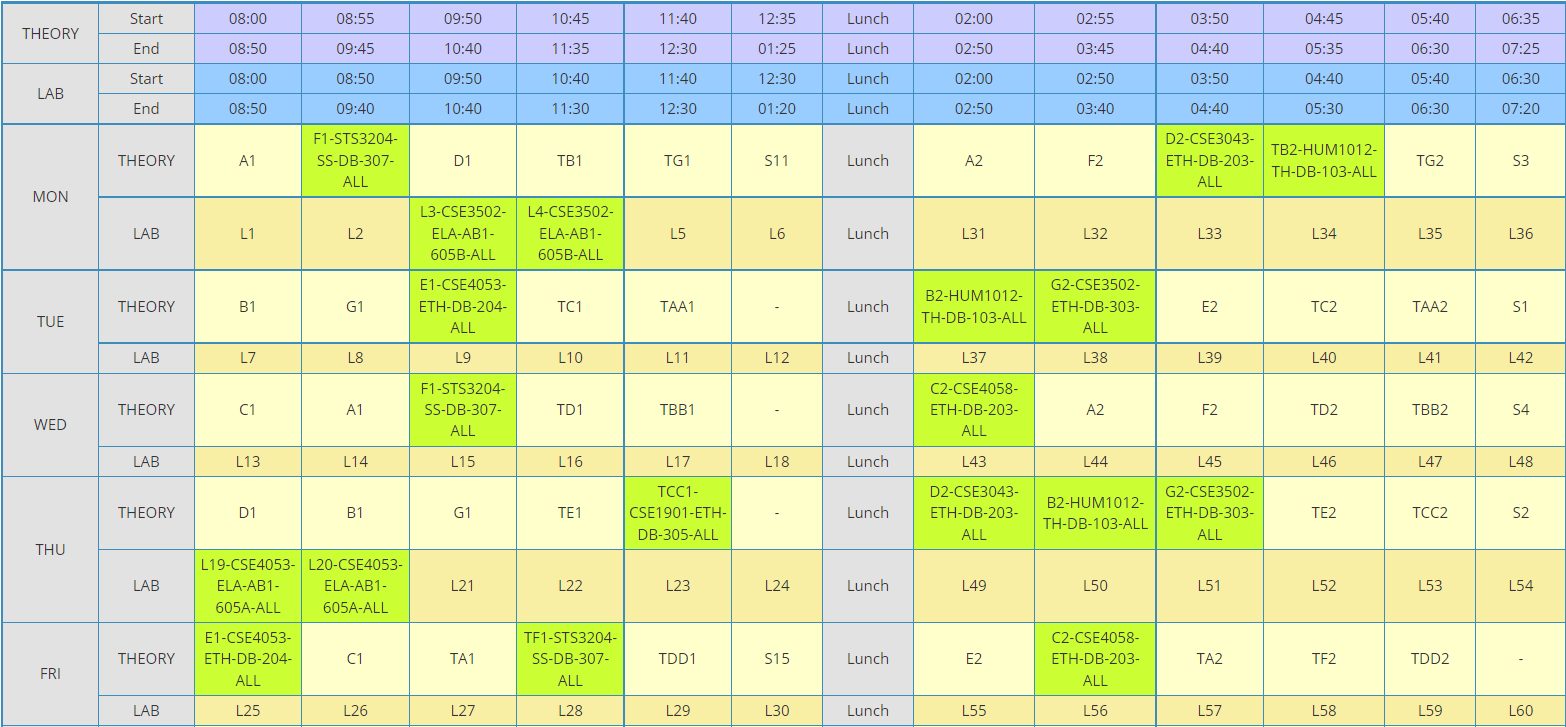 THEORY Start 08:00 08:55 09:50 10:45 11:40 12:35 Lunch 02:00 02:55 03:50 04:45 05:40 06:35
End 08:50 09:45 10:40 11:35 12:30 01:25 Lunch 02:50 03:45 04:40 05:35 06:30 07:25
LAB Start 08:00 08:50 09:50 10:40 11:40 12:30 Lunch 02:00 02:50 03:50 04:40 05:40 06:30
End 08:50 09:40 10:40 11:30 12:30 01:20 Lunch 02:50 03:40 04:40 05:30 06:30 07:20
MON THEORY A1 F1-STS3204-SS-DB-307-ALL D1 TB1 TG1 S11 Lunch A2 F2 D2-CSE3043-ETH-DB-203-ALL TB2-HUM1012-TH-DB-103-ALL TG2 S3
LAB L1 L2 L3-CSE3502-ELA-AB1-605B-ALL L4-CSE3502-ELA-AB1-605B-ALL L5 L6 Lunch L31 L32 L33 L34 L35 L36
TUE THEORY B1 G1 E1-CSE4053-ETH-DB-204-ALL TC1 TAA1 - Lunch B2-HUM1012-TH-DB-103-ALL G2-CSE3502-ETH-DB-303-ALL E2 TC2 TAA2 S1
LAB L7 L8 L9 L10 L11 L12 Lunch L37 L38 L39 L40 L41 L42
WED THEORY C1 A1 F1-STS3204-SS-DB-307-ALL TD1 TBB1 - Lunch C2-CSE4058-ETH-DB-203-ALL A2 F2 TD2 TBB2 S4
LAB L13 L14 L15 L16 L17 L18 Lunch L43 L44 L45 L46 L47 L48
THU THEORY D1 B1 G1 TE1 TCC1-CSE1901-ETH-DB-305-ALL - Lunch D2-CSE3043-ETH-DB-203-ALL B2-HUM1012-TH-DB-103-ALL G2-CSE3502-ETH-DB-303-ALL TE2 TCC2 S2
LAB L19-CSE4053-ELA-AB1-605A-ALL L20-CSE4053-ELA-AB1-605A-ALL L21 L22 L23 L24 Lunch L49 L50 L51 L52 L53 L54
FRI THEORY E1-CSE4053-ETH-DB-204-ALL C1 TA1 TF1-STS3204-SS-DB-307-ALL TDD1 S15 Lunch E2 C2-CSE4058-ETH-DB-203-ALL TA2 TF2 TDD2 -
LAB L25 L26 L27 L28 L29 L30 Lunch L55 L56 L57 L58 L59 L60